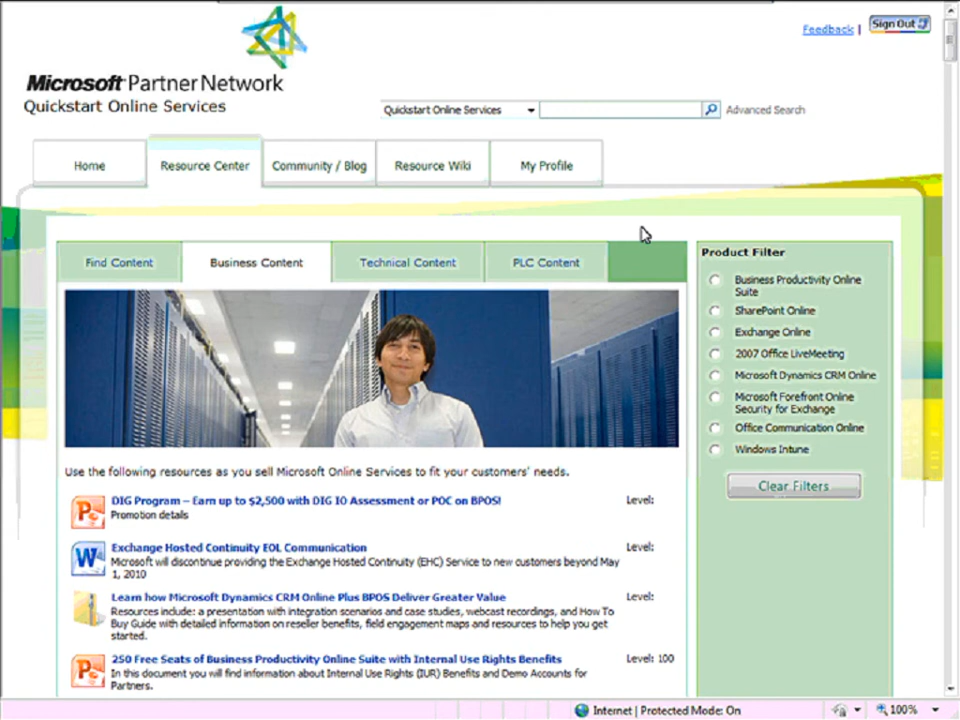 Feedback | Sign Out
Microsoft Partner Network
Quickstart Online Services
Quickstart Online Services
Advanced Search
Home
Resource Center
Community / Blog
Resource Wiki
My Profile
Find Content
Business Content
Technical Content
PLC Content
Use the following resources as you sell Microsoft Online Services to fit your customers' needs.
DIG Program – Earn up to $2,500 with DIG IO Assessment or POC on BPOS!
Level:
Promotion details
Exchange Hosted Continuity EOL Communication
Level:
Microsoft will discontinue providing the Exchange Hosted Continuity (EHC) Service to new customers beyond May
1, 2010
Learn how Microsoft Dynamics CRM Online Plus BPOS Deliver Greater Value
Level:
Resources include: a presentation with integration scenarios and case studies, webcast recordings, and How To
Buy Guide with detailed information on reseller benefits, field engagement maps and resources to help you get
started.
250 Free Seats of Business Productivity Online Suite with Internal Use Rights Benefits
Level: 100
In this document you will find information about Internal Use Rights (IUR) Benefits and Demo Accounts for
Partners.
Product Filter
Business Productivity Online
Suite
SharePoint Online
Exchange Online
2007 Office LiveMeeting
Microsoft Dynamics CRM Online
Microsoft Forefront Online
Security for Exchange
Office Communication Online
Windows Intune
Clear Filters
Internet | Protected Mode: On
100%